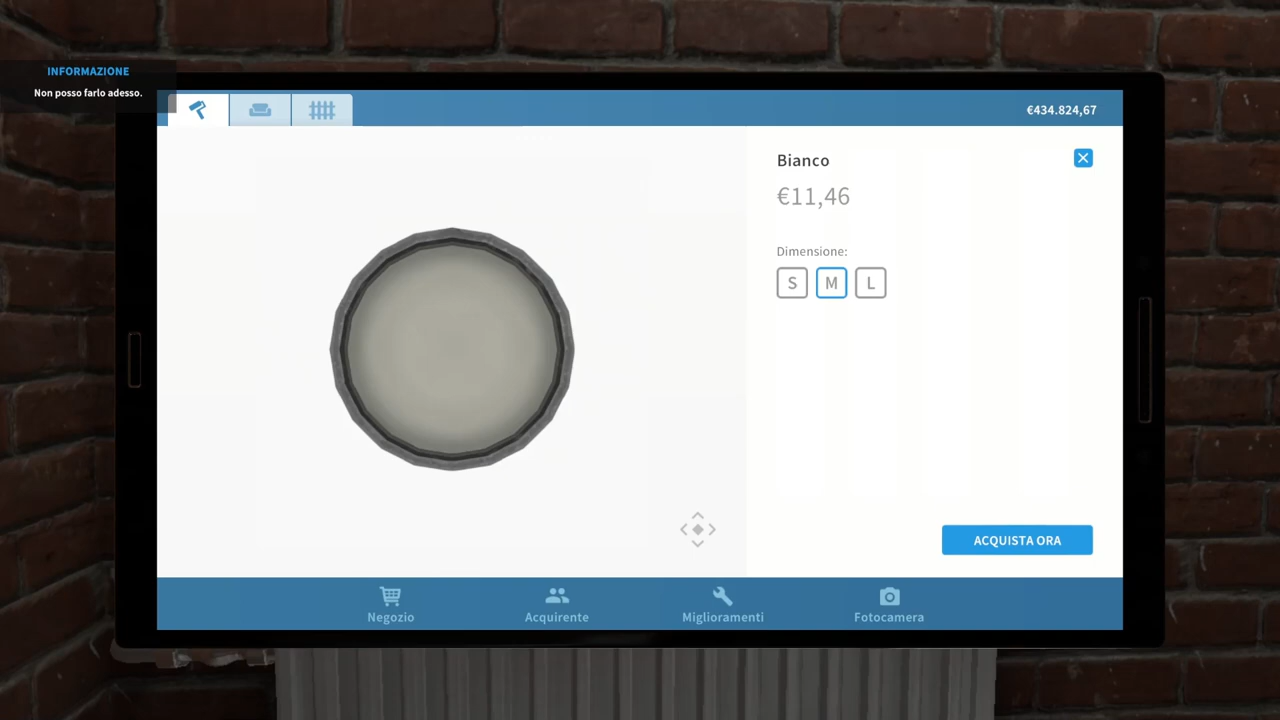 INFORMAZIONE
Non posso farlo adesso.
€434.824,67
Bianco
€11,46
Dimensione:
S M L
ACQUISTA ORA
Negozio Acquirente Miglioramenti Fotocamera